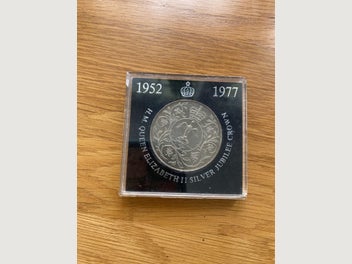 1952 1977
H.M. QUEEN ELIZABETH II SILVER JUBILEE CROWN